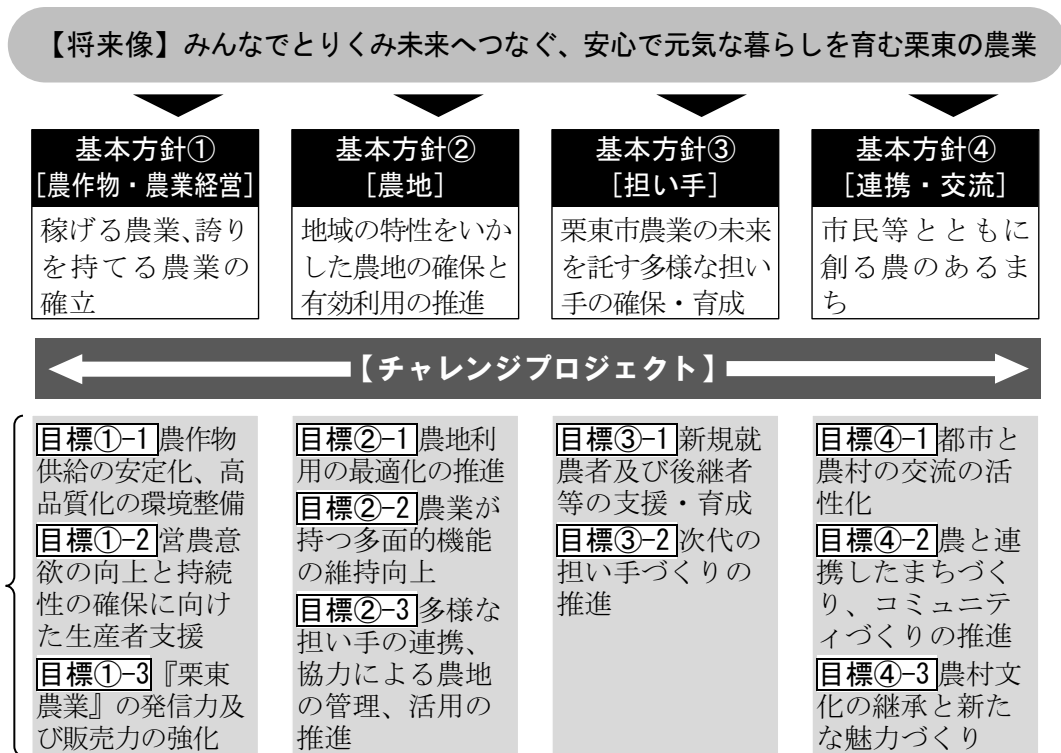 【将来像】みんなでとりくみ未来へつなぐ、安心で元気な暮らしを育む栗東の農業
基本方針①
[農作物・農業経営]
稼げる農業、誇り
を持てる農業の
確立
基本方針②
[農地]
地域の特性をいか
した農地の確保と
有効利用の推進
基本方針③
[担い手]
栗東市農業の未来
を託す多様な担い
手の確保・育成
基本方針④
[連携・交流]
市民等とともに
創る農のあるま
ち
【チャレンジプロジェクト】
目標①-1 農作物
供給の安定化、高
品質化の環境整備
目標①-2 営農意
欲の向上と持続
性の確保に向け
た生産者支援
目標①-3 『栗東
農業』の発信力及
び販売力の強化
目標②-1 農地利
用の最適化の推進
目標②-2 農業が
持つ多面的機能
の維持向上
目標②-3 多様な
担い手の連携、
協力による農地
の管理、活用の
推進
目標③-1 新規就
農者及び後継者
等の支援・育成
目標③-2 次代の
担い手づくりの
推進
目標④-1 都市と
農村の交流の活
性化
目標④-2 農と連
携したまちづく
り、コミュニテ
ィづくりの推進
目標④-3 農村文
化の継承と新た
な魅力づくり